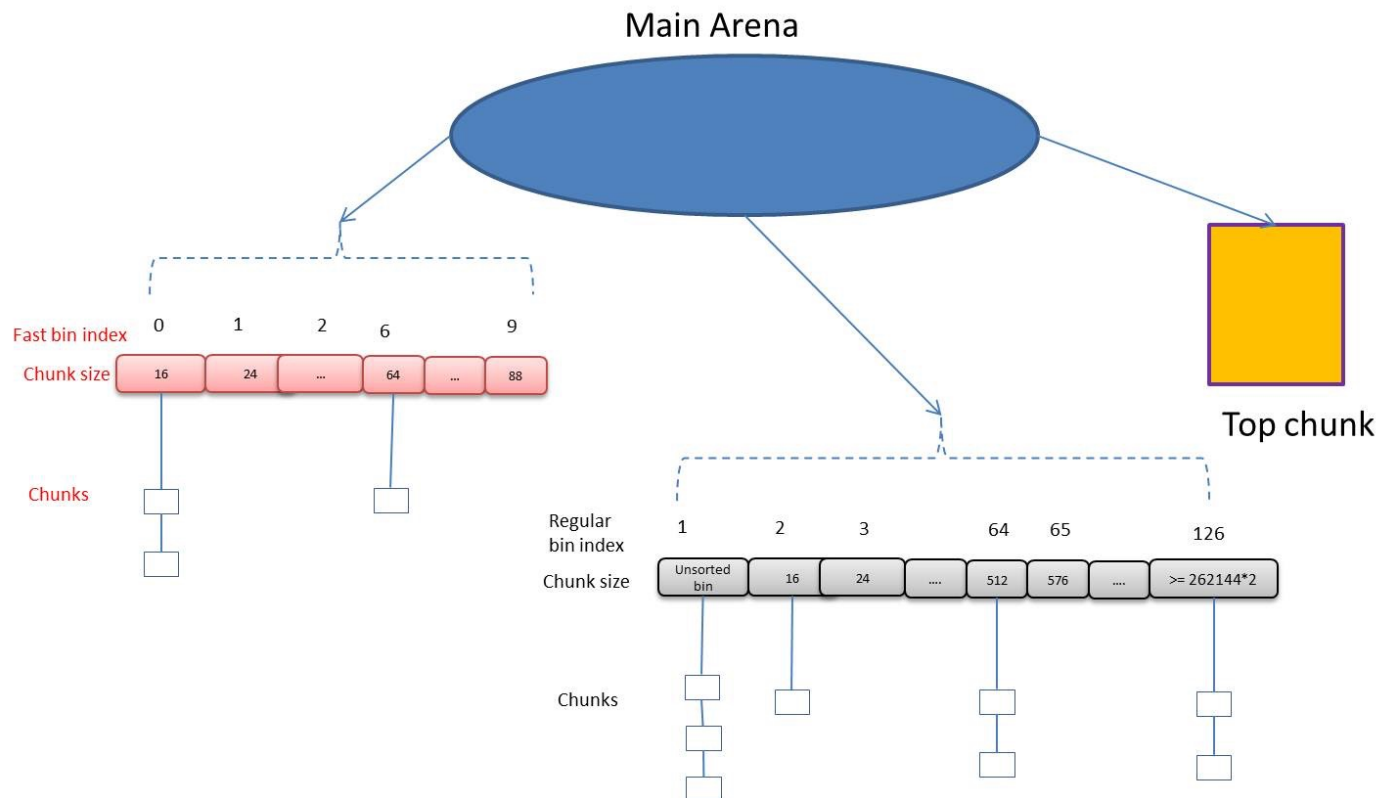 Main Arena
Fast bin index 0 1 2 6 9
Chunk size 16 24 ... 64 ... 88
Chunks
Top chunk
Regular
bin index 1 2 3 64 65 126
Chunk size Unsorted
bin 16 24 .... 512 576 .... >= 262144*2
Chunks